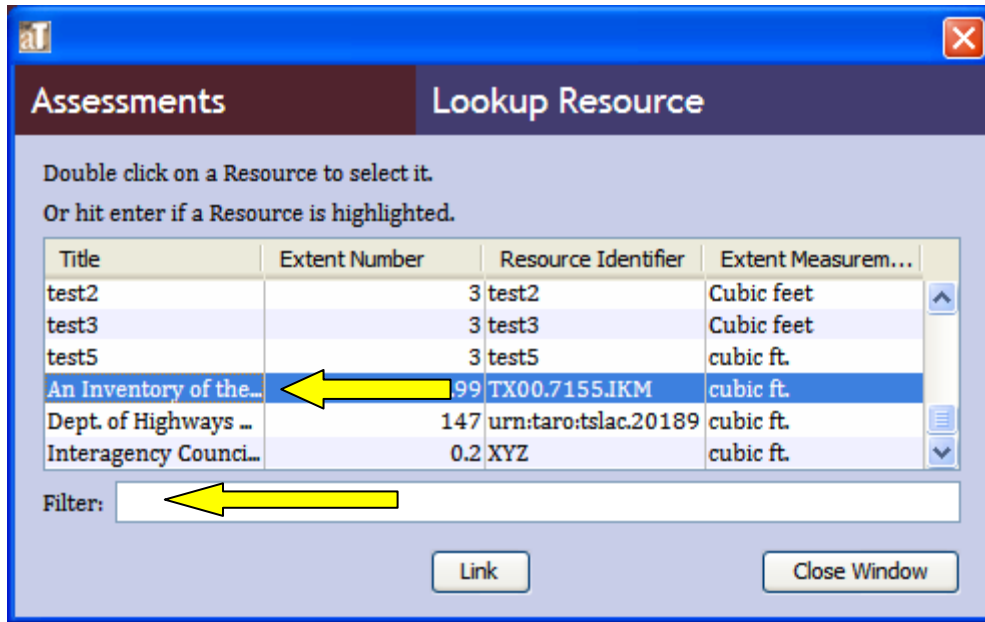 aT
Assessments Lookup Resource
Double click on a Resource to select it.
Or hit enter if a Resource is highlighted.
Title Extent Number Resource Identifier Extent Measurem...
test2 3 test2 Cubic feet
test3 3 test3 Cubic feet
test5 3 test5 cubic ft.
An Inventory of the... .99 TX00.7155.IKM cubic ft.
Dept. of Highways ... 147 urn:taro:tslac.20189 cubic ft.
Interagency Counci... 0.2 XYZ cubic ft.
Filter:
Link Close Window